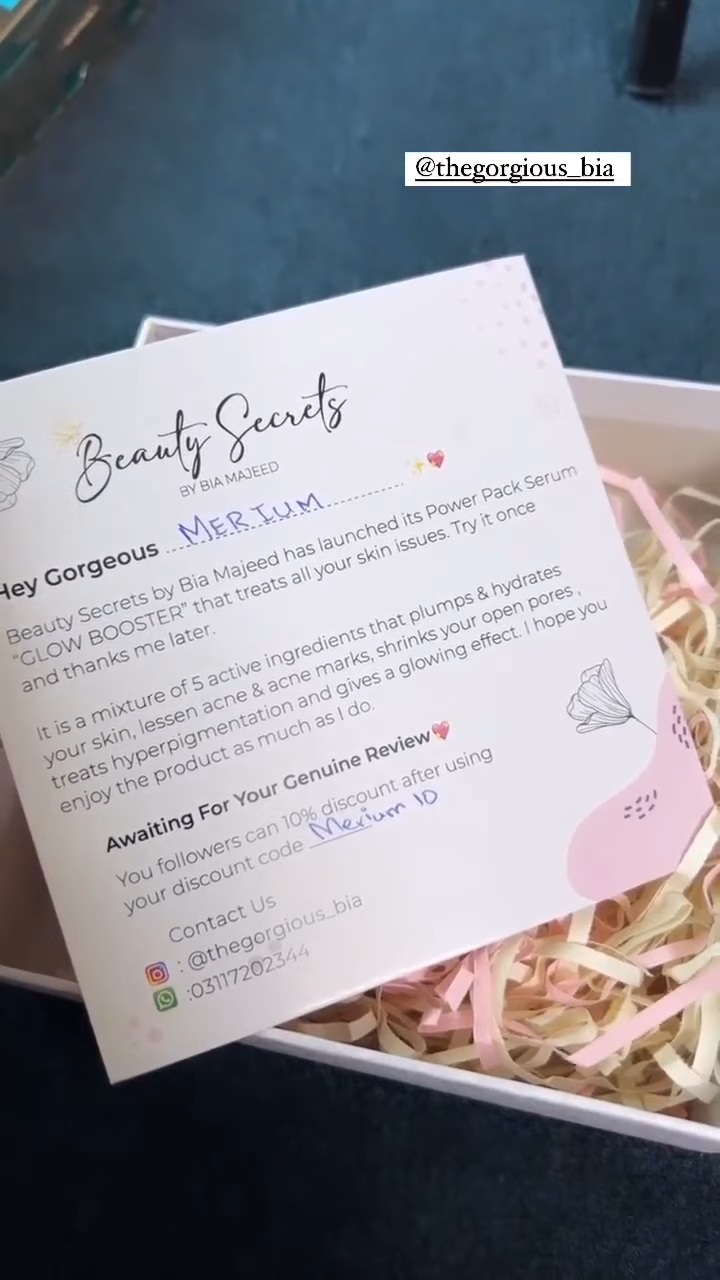 @thegorgious_bia
Beauty Secrets
BY BIA MAJEED
Hey Gorgeous MERIUM ✨💖
Beauty Secrets by Bia Majeed has launched its Power Pack Serum
"GLOW BOOSTER" that treats all your skin issues. Try it once
and thanks me later.
It is a mixture of 5 active ingredients that plumps & hydrates
your skin, lessen acne & acne marks, shrinks your open pores ,
treats hyperpigmentation and gives a glowing effect. I hope you
enjoy the product as much as I do.
Awaiting For Your Genuine Review💖
You followers can 10% discount after using
your discount code Merium 10
Contact Us
: @thegorgious_bia
:03117202344